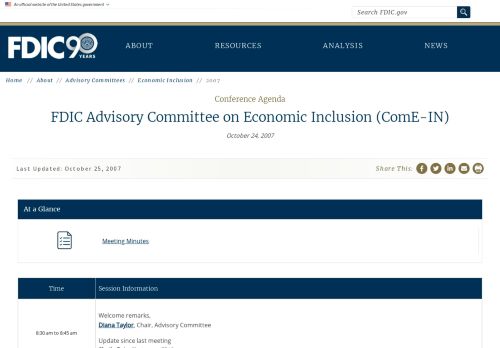 An official website of the United States government
Search FDIC.gov
FDIC 90 YEARS
ABOUT RESOURCES ANALYSIS NEWS
Home // About // Advisory Committees // Economic Inclusion // 2007
Conference Agenda
FDIC Advisory Committee on Economic Inclusion (ComE-IN)
October 24, 2007
Last Updated: October 25, 2007 Share This:
At a Glance
Meeting Minutes
Time Session Information
Welcome remarks,
8:30 am to 8:45 am Diana Taylor, Chair, Advisory Committee
Update since last meeting